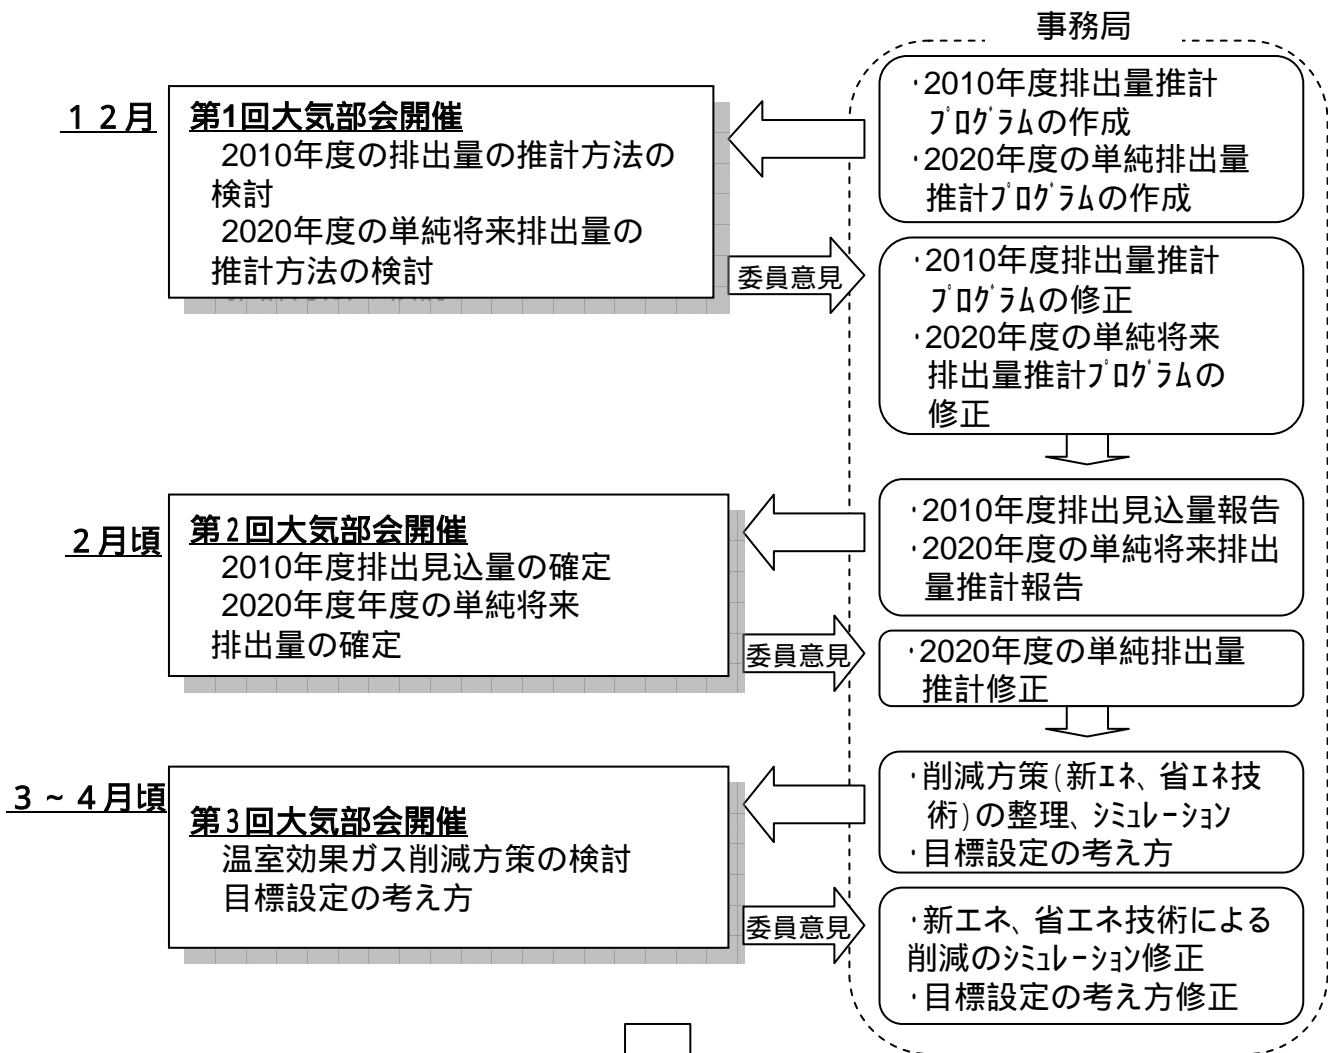 事務局
１２月
第1回大気部会開催
2010年度の排出量の推計方法の
検討
2020年度の単純将来排出量の
推計方法の検討
・2010年度排出量推計
ﾌﾟﾛｸﾞﾗﾑの作成
・2020年度の単純排出量
推計ﾌﾟﾛｸﾞﾗﾑの作成
委員意見
・2010年度排出量推計
ﾌﾟﾛｸﾞﾗﾑの修正
・2020年度の単純将来
排出量推計ﾌﾟﾛｸﾞﾗﾑの
修正
２月頃
第２回大気部会開催
2010年度排出見込量の確定
2020年度年度の単純将来
排出量の確定
・2010年度排出見込量報告
・2020年度の単純将来排出
量推計報告
委員意見
・2020年度の単純排出量
推計修正
３～４月頃
第３回大気部会開催
温室効果ガス削減方策の検討
目標設定の考え方
・削減方策(新ｴﾈ、省ｴﾈ技
術)の整理、ｼﾐｭﾚｰｼｮﾝ
・目標設定の考え方
委員意見
・新エネ、省エネ技術による
削減のｼﾐｭﾚｰｼｮﾝ修正
・目標設定の考え方修正